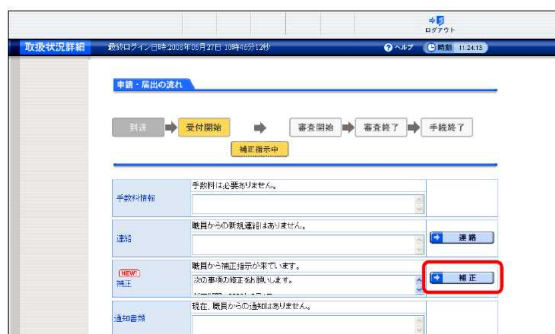 ログアウト
取扱状況詳細 最終ログイン日時:2008年06月27日 10時46分12秒 ヘルプ 時刻 11:24:13
申請・届出の流れ
到達 受付開始 審査開始 審査終了 手続終了
補正指示中
手数料情報 手数料は必要ありません。
連絡 職員からの新規連絡はありません。 連絡
NEW! 補正 職員から補正指示が来ています。 補正
次の事項の修正をお願いします。
通知書類 現在、職員からの通知はありません。